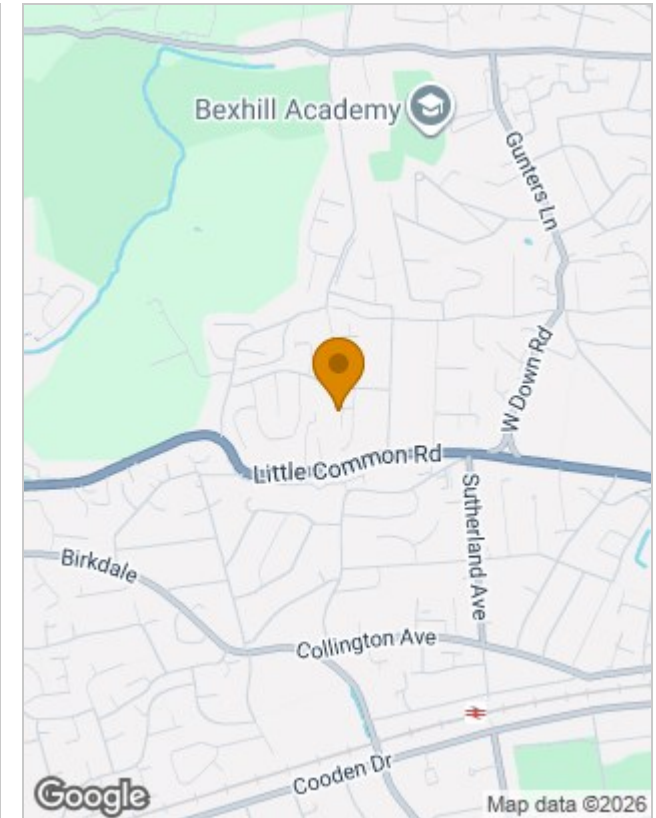 Bexhill Academy
Gunters Ln
W Down Rd
Little Common Rd
Sutherland Ave
Birkdale
Collington Ave
Cooden Dr
Google
Map data ©2026